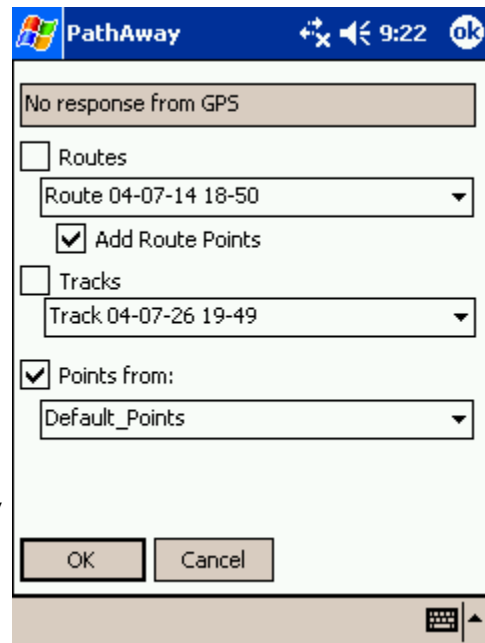 PathAway 9:22 ok
No response from GPS
Routes
Route 04-07-14 18-50
Add Route Points
Tracks
Track 04-07-26 19-49
Points from:
Default_Points
OK Cancel